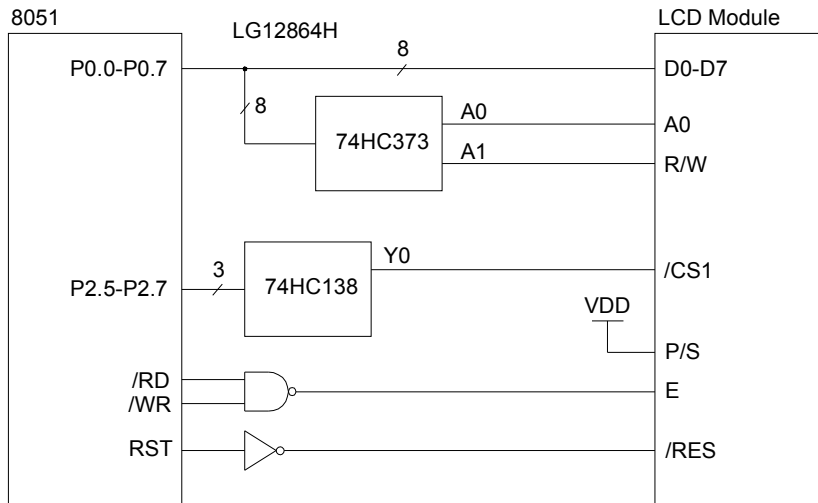 8051
LG12864H
LCD Module
P0.0-P0.7
8
D0-D7
8
74HC373
A0
A0
A1
R/W
P2.5-P2.7
3
74HC138
Y0
/CS1
VDD
P/S
/RD
/WR
E
RST
/RES